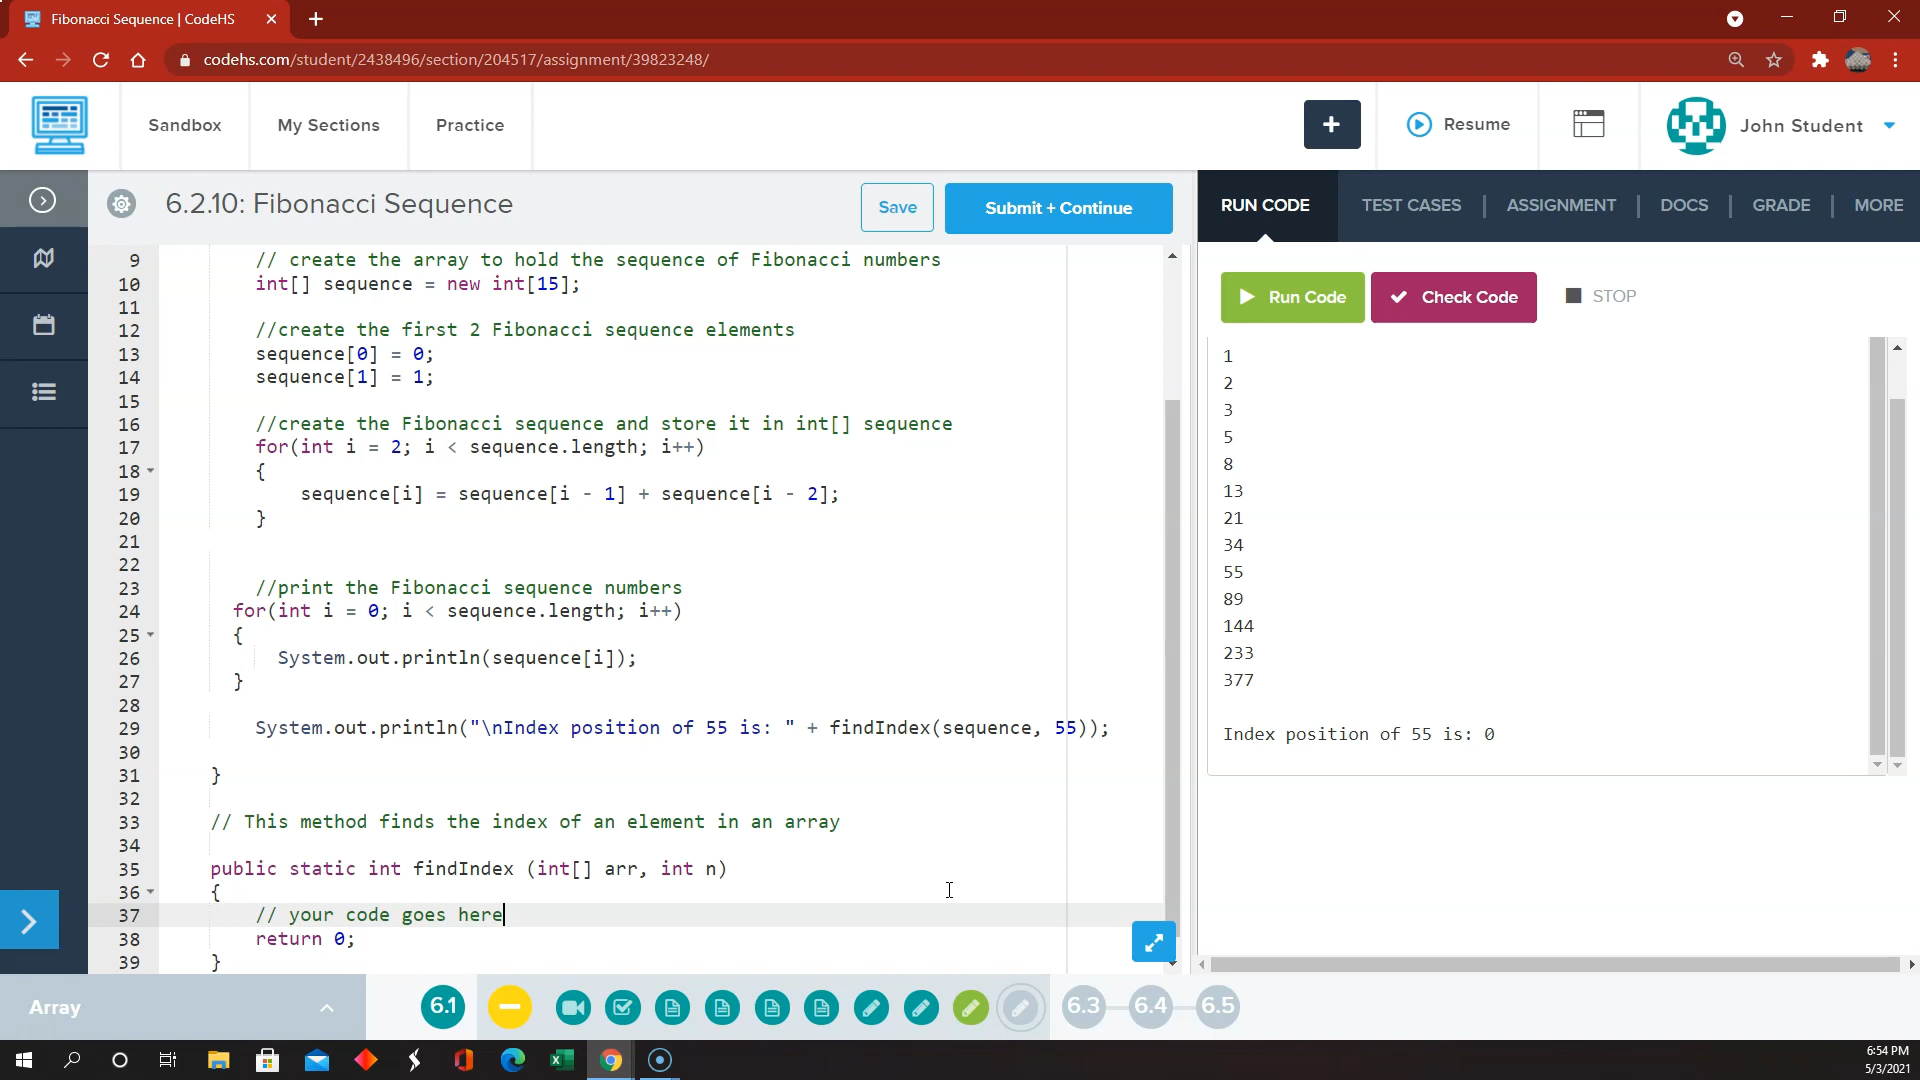 Fibonacci Sequence | CodeHS
codehs.com/student/2438496/section/204517/assignment/39823248/
Sandbox
My Sections
Practice
+
Resume
John Student
6.2.10: Fibonacci Sequence
Save
Submit + Continue
RUN CODE
TEST CASES
ASSIGNMENT
DOCS
GRADE
MORE
9 // create the array to hold the sequence of Fibonacci numbers
10 int[] sequence = new int[15];
11
12 //create the first 2 Fibonacci sequence elements
13 sequence[0] = 0;
14 sequence[1] = 1;
15
16 //create the Fibonacci sequence and store it in int[] sequence
17 for(int i = 2; i < sequence.length; i++)
18 {
19 sequence[i] = sequence[i - 1] + sequence[i - 2];
20 }
21
22
23 //print the Fibonacci sequence numbers
24 for(int i = 0; i < sequence.length; i++)
25 {
26 System.out.println(sequence[i]);
27 }
28
29 System.out.println("\nIndex position of 55 is: " + findIndex(sequence, 55));
30
31 }
32
33 // This method finds the index of an element in an array
34
35 public static int findIndex (int[] arr, int n)
36 {
37 // your code goes here
38 return 0;
39 }
Run Code
Check Code
STOP
1
2
3
5
8
13
21
34
55
89
144
233
377
Index position of 55 is: 0
Array
6.1
6.3
6.4
6.5
6:54 PM
5/3/2021